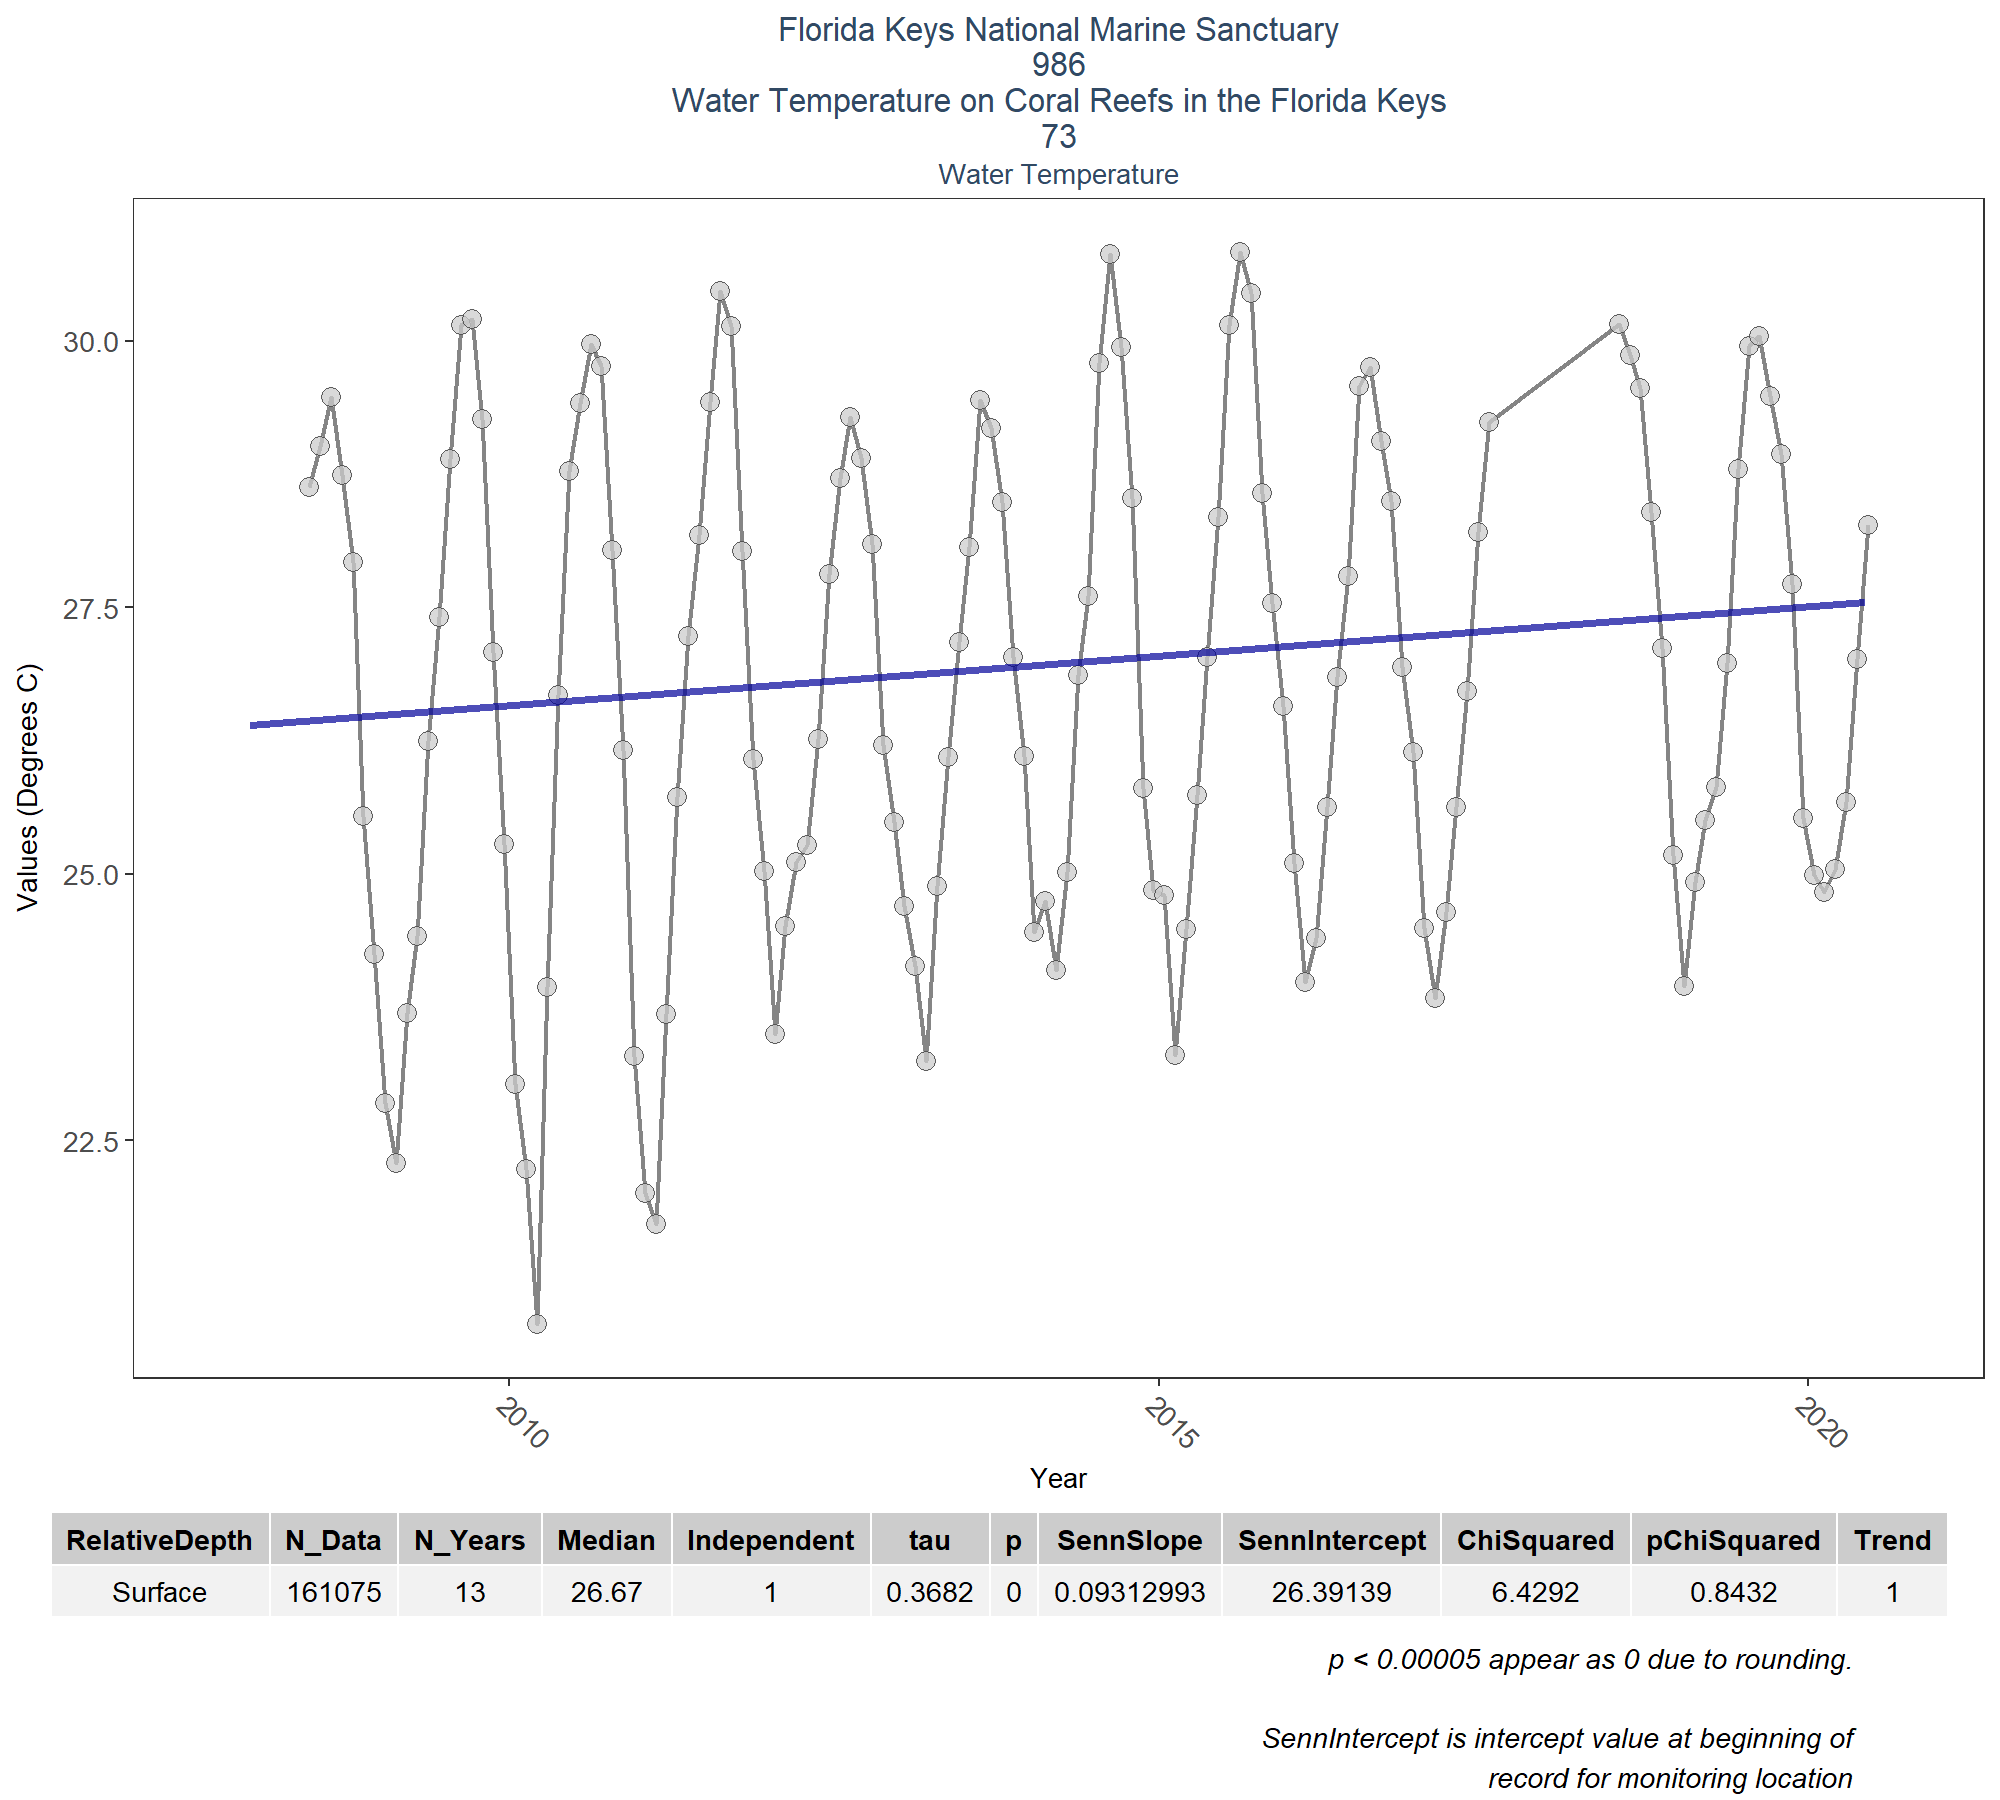 Florida Keys National Marine Sanctuary
986
Water Temperature on Coral Reefs in the Florida Keys
73
Water Temperature
Values (Degrees C)
30.0
27.5
25.0
22.5
2010
2015
2020
Year
RelativeDepth N_Data N_Years Median Independent tau p SennSlope SennIntercept ChiSquared pChiSquared Trend
Surface 161075 13 26.67 1 0.3682 0 0.09312993 26.39139 6.4292 0.8432 1
p < 0.00005 appear as 0 due to rounding.
SennIntercept is intercept value at beginning of
record for monitoring location